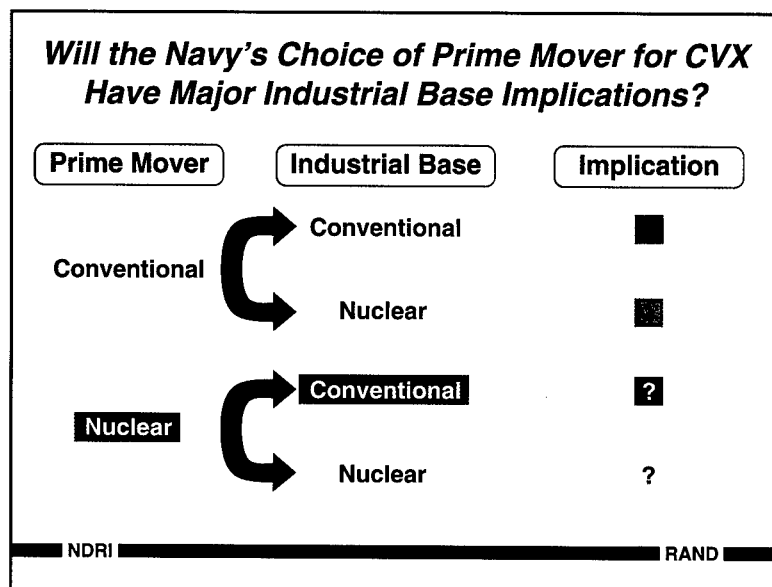 Will the Navy's Choice of Prime Mover for CVX
Have Major Industrial Base Implications?
Prime Mover Industrial Base Implication
Conventional
Conventional
Nuclear
Nuclear
Conventional ?
Nuclear ?
NDRI RAND